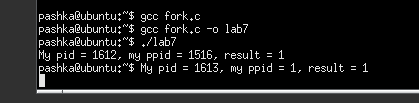 pashka@ubuntu:~$ gcc fork.c
pashka@ubuntu:~$ gcc fork.c -o lab7
pashka@ubuntu:~$ ./lab7
My pid = 1612, my ppid = 1516, result = 1
pashka@ubuntu:~$ My pid = 1613, my ppid = 1, result = 1